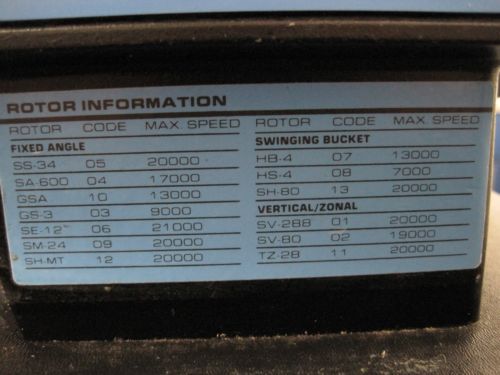 ROTOR INFORMATION
ROTOR CODE MAX. SPEED
FIXED ANGLE
SS-34 05 20000
SA-600 04 17000
GSA 10 13000
GS-3 03 9000
SE-12 06 21000
SM-24 09 20000
SH-MT 12 20000
ROTOR CODE MAX. SPEED
SWINGING BUCKET
HB-4 07 13000
HS-4 08 7000
SH-80 13 20000
VERTICAL/ZONAL
SV-288 01 20000
SV-80 02 19000
TZ-28 11 20000